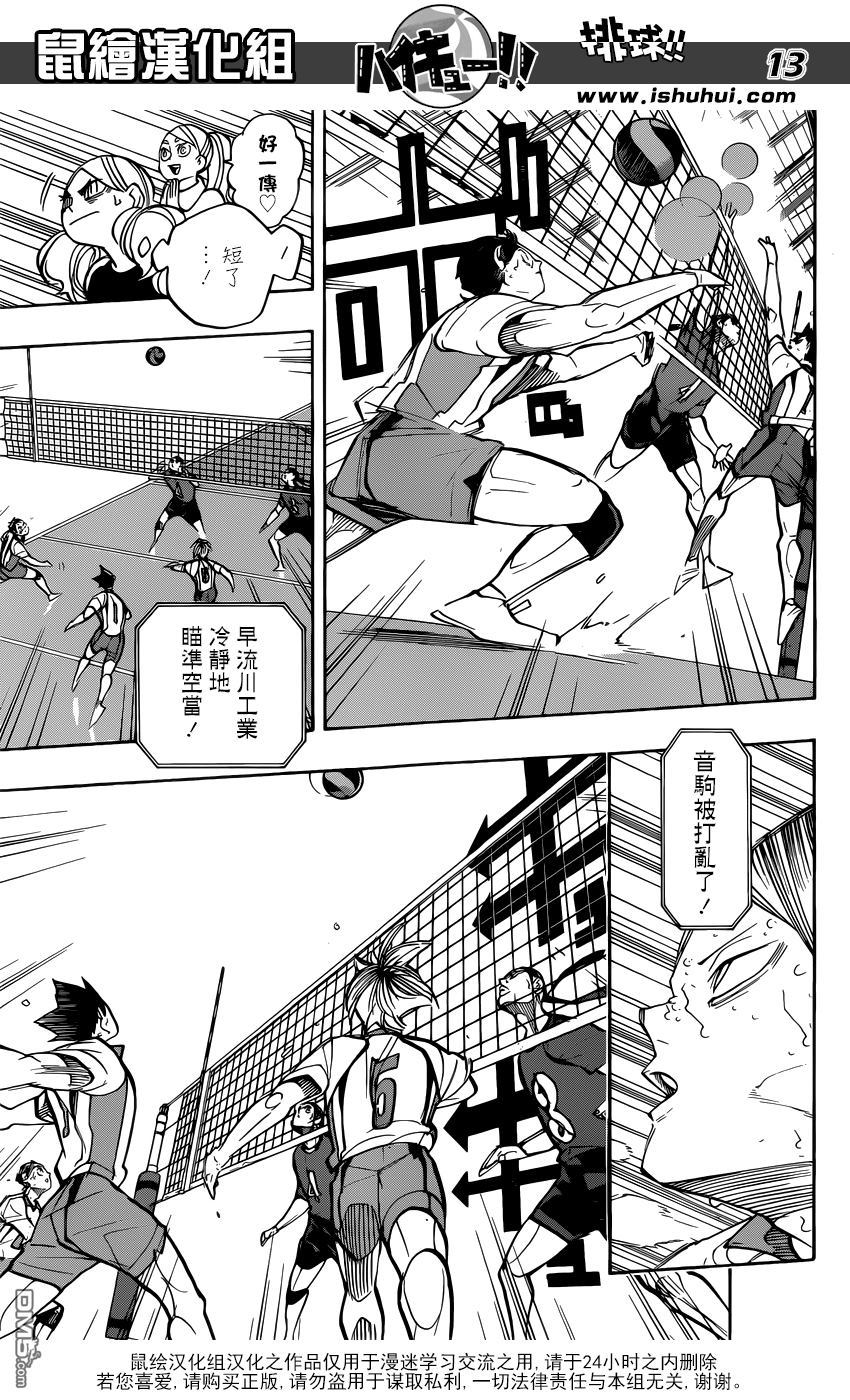 鼠繪漢化組
ハイキュー!!
排球!!
13
www.ishuhui.com
好一傳♡
短了
…!
早流川工業
冷靜地
瞄準空當!
音駒被打亂了!
5
1
DM5.com
鼠绘汉化组汉化之作品仅用于漫迷学习交流之用, 请于24小时之内删除
若您喜爱, 请购买正版, 请勿盗用于谋取私利, 一切法律责任与本组无关, 谢谢。